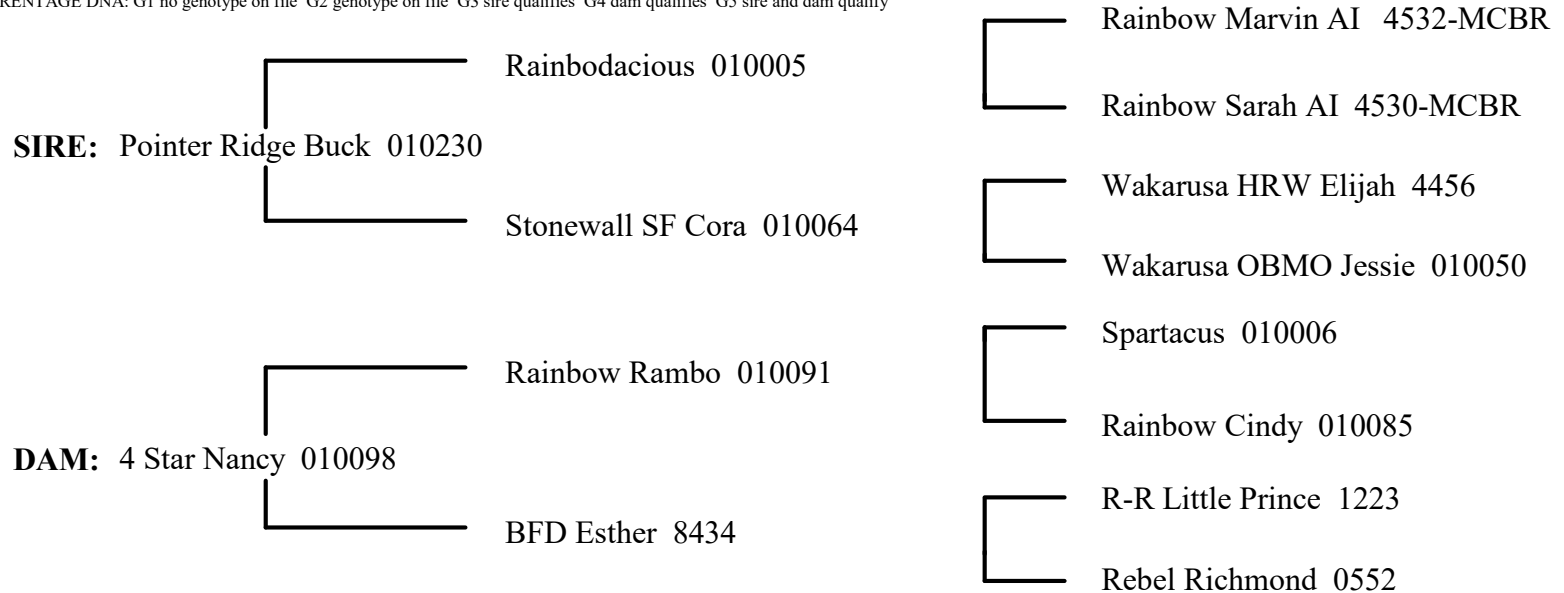 RENTAGE DNA: G1 no genotype on file G2 genotype on file G3 sire qualifies G4 dam qualifies G5 sire and dam qualify
Rainbow Marvin AI 4532-MCBR
Rainbodacious 010005
Rainbow Sarah AI 4530-MCBR
SIRE: Pointer Ridge Buck 010230
Wakarusa HRW Elijah 4456
Stonewall SF Cora 010064
Wakarusa OBMO Jessie 010050
Spartacus 010006
Rainbow Rambo 010091
Rainbow Cindy 010085
DAM: 4 Star Nancy 010098
R-R Little Prince 1223
BFD Esther 8434
Rebel Richmond 0552